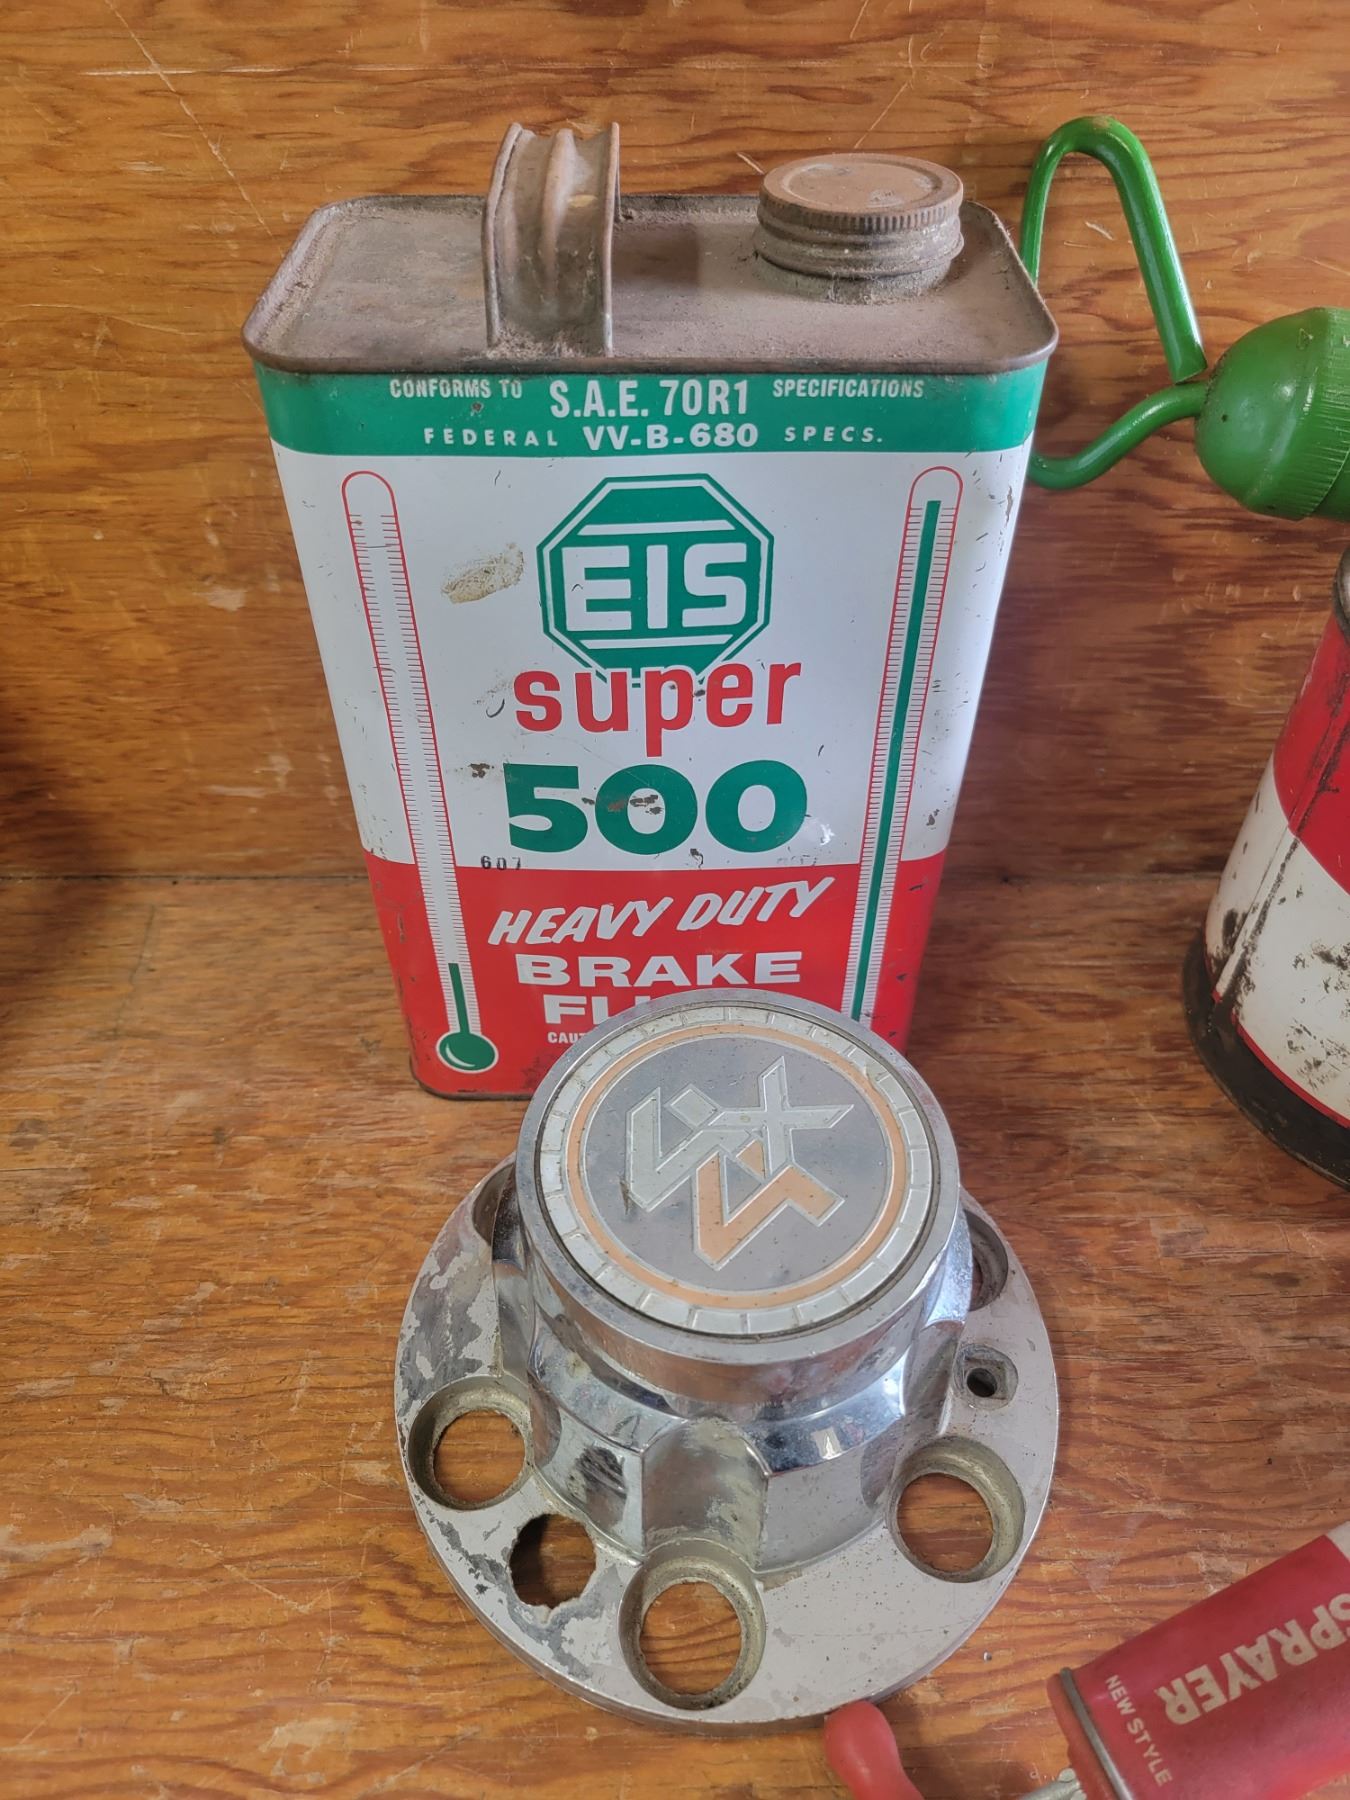 CONFORMS TO S.A.E. 70R1 SPECIFICATIONS
FEDERAL VV-B-680 SPECS.
EIS
super
500
607
HEAVY DUTY
BRAKE
SPRAYER
NEW STYLE